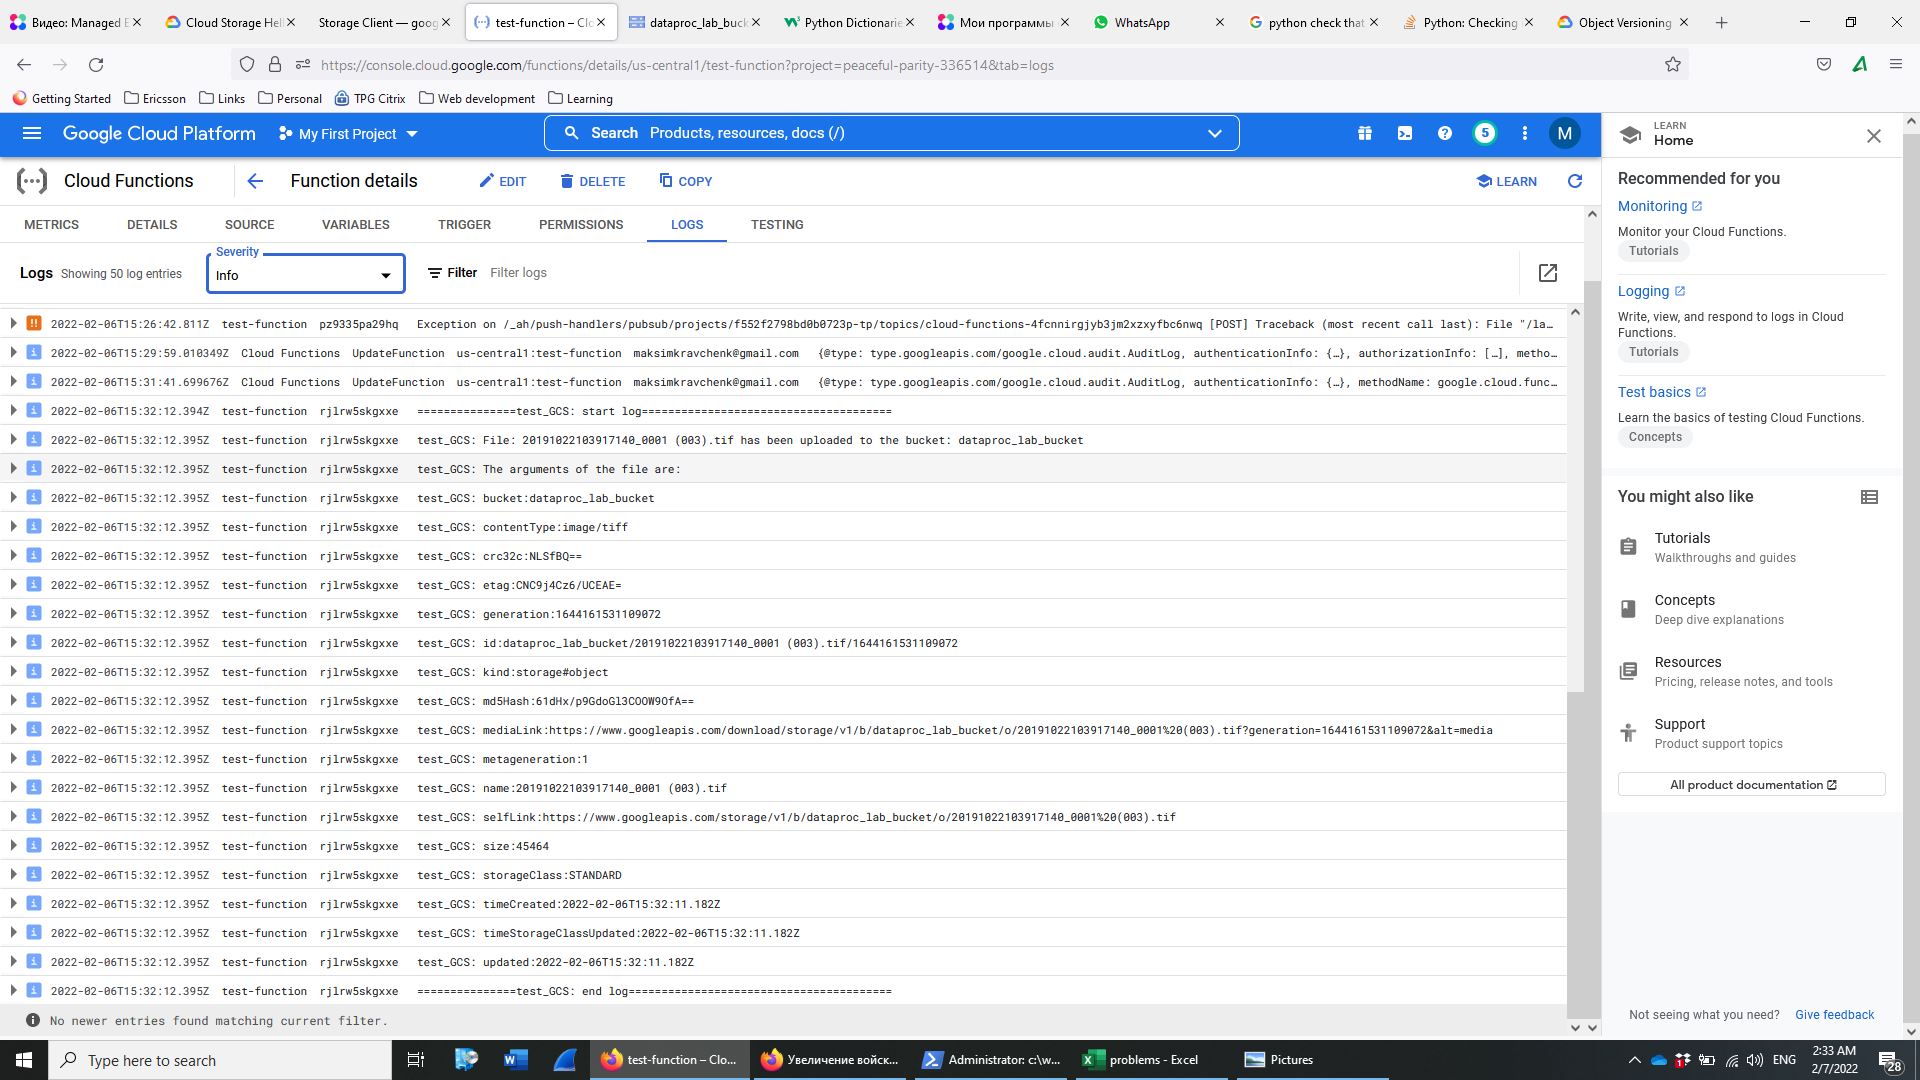 Видео: Managed E
Cloud Storage Hel
Storage Client — goog
test-function – Clo
dataproc_lab_buck
Python Dictionarie
Мои программы
WhatsApp
python check that
Python: Checking
Object Versioning
https://console.cloud.google.com/functions/details/us-central1/test-function?project=peaceful-parity-336514&tab=logs
Getting Started
Ericsson
Links
Personal
TPG Citrix
Web development
Learning
Google Cloud Platform
My First Project
Search Products, resources, docs (/)
5
M
LEARN
Home
Cloud Functions
Function details
EDIT
DELETE
COPY
LEARN
METRICS
DETAILS
SOURCE
VARIABLES
TRIGGER
PERMISSIONS
LOGS
TESTING
Logs Showing 50 log entries
Severity
Info
Filter Filter logs
2022-02-06T15:26:42.811Z test-function pz9335pa29hq Exception on /_ah/push-handlers/pubsub/projects/f552f2798bd0b0723p-tp/topics/cloud-functions-4fcnnirgjyb3jm2xzxyfbc6nwq [POST] Traceback (most recent call last): File "/la…
2022-02-06T15:29:59.010349Z Cloud Functions UpdateFunction us-central1:test-function maksimkravchenk@gmail.com {@type: type.googleapis.com/google.cloud.audit.AuditLog, authenticationInfo: {…}, authorizationInfo: […], metho…
2022-02-06T15:31:41.699676Z Cloud Functions UpdateFunction us-central1:test-function maksimkravchenk@gmail.com {@type: type.googleapis.com/google.cloud.audit.AuditLog, authenticationInfo: {…}, methodName: google.cloud.func…
2022-02-06T15:32:12.394Z test-function rjlrw5skgxxe ===============test_GCS: start log======================================
2022-02-06T15:32:12.395Z test-function rjlrw5skgxxe test_GCS: File: 20191022103917140_0001 (003).tif has been uploaded to the bucket: dataproc_lab_bucket
2022-02-06T15:32:12.395Z test-function rjlrw5skgxxe test_GCS: The arguments of the file are:
2022-02-06T15:32:12.395Z test-function rjlrw5skgxxe test_GCS: bucket:dataproc_lab_bucket
2022-02-06T15:32:12.395Z test-function rjlrw5skgxxe test_GCS: contentType:image/tiff
2022-02-06T15:32:12.395Z test-function rjlrw5skgxxe test_GCS: crc32c:NLSfBQ==
2022-02-06T15:32:12.395Z test-function rjlrw5skgxxe test_GCS: etag:CNC9j4Cz6/UCEAE=
2022-02-06T15:32:12.395Z test-function rjlrw5skgxxe test_GCS: generation:1644161531109072
2022-02-06T15:32:12.395Z test-function rjlrw5skgxxe test_GCS: id:dataproc_lab_bucket/20191022103917140_0001 (003).tif/1644161531109072
2022-02-06T15:32:12.395Z test-function rjlrw5skgxxe test_GCS: kind:storage#object
2022-02-06T15:32:12.395Z test-function rjlrw5skgxxe test_GCS: md5Hash:61dHx/p9GdoGl3COOW9OfA==
2022-02-06T15:32:12.395Z test-function rjlrw5skgxxe test_GCS: mediaLink:https://www.googleapis.com/download/storage/v1/b/dataproc_lab_bucket/o/20191022103917140_0001%20(003).tif?generation=1644161531109072&alt=media
2022-02-06T15:32:12.395Z test-function rjlrw5skgxxe test_GCS: metageneration:1
2022-02-06T15:32:12.395Z test-function rjlrw5skgxxe test_GCS: name:20191022103917140_0001 (003).tif
2022-02-06T15:32:12.395Z test-function rjlrw5skgxxe test_GCS: selfLink:https://www.googleapis.com/storage/v1/b/dataproc_lab_bucket/o/20191022103917140_0001%20(003).tif
2022-02-06T15:32:12.395Z test-function rjlrw5skgxxe test_GCS: size:45464
2022-02-06T15:32:12.395Z test-function rjlrw5skgxxe test_GCS: storageClass:STANDARD
2022-02-06T15:32:12.395Z test-function rjlrw5skgxxe test_GCS: timeCreated:2022-02-06T15:32:11.182Z
2022-02-06T15:32:12.395Z test-function rjlrw5skgxxe test_GCS: timeStorageClassUpdated:2022-02-06T15:32:11.182Z
2022-02-06T15:32:12.395Z test-function rjlrw5skgxxe test_GCS: updated:2022-02-06T15:32:11.182Z
2022-02-06T15:32:12.395Z test-function rjlrw5skgxxe ===============test_GCS: end log========================================
No newer entries found matching current filter.
Recommended for you
Monitoring
Monitor your Cloud Functions.
Tutorials
Logging
Write, view, and respond to logs in Cloud
Functions.
Tutorials
Test basics
Learn the basics of testing Cloud Functions.
Concepts
You might also like
Tutorials
Walkthroughs and guides
Concepts
Deep dive explanations
Resources
Pricing, release notes, and tools
Support
Product support topics
All product documentation
Not seeing what you need? Give feedback
Type here to search
test-function – Clo...
Увеличение войск...
Administrator: c:\w...
problems - Excel
Pictures
ENG
2:33 AM
2/7/2022
28